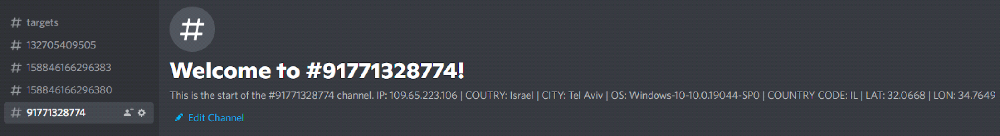 # targets
# 132705409505
# 158846166296383
# 158846166296380
# 91771328774
#
Welcome to #91771328774!
This is the start of the #91771328774 channel. IP: 109.65.223.106 | COUTRY: Israel | CITY: Tel Aviv | OS: Windows-10-10.0.19044-SP0 | COUNTRY CODE: IL | LAT: 32.0668 | LON: 34.7649
Edit Channel